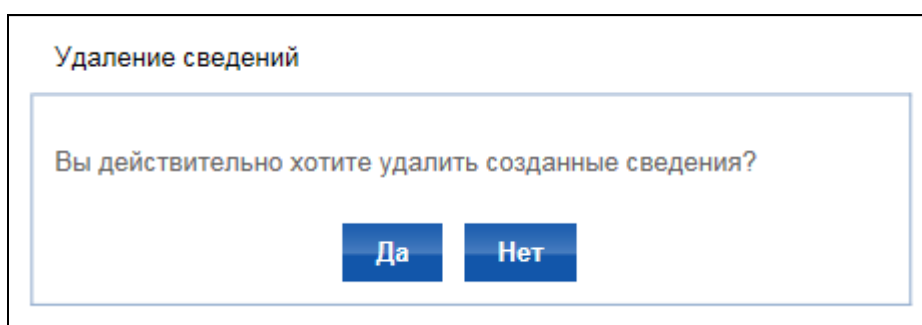 Удаление сведений
Вы действительно хотите удалить созданные сведения?
Да Нет